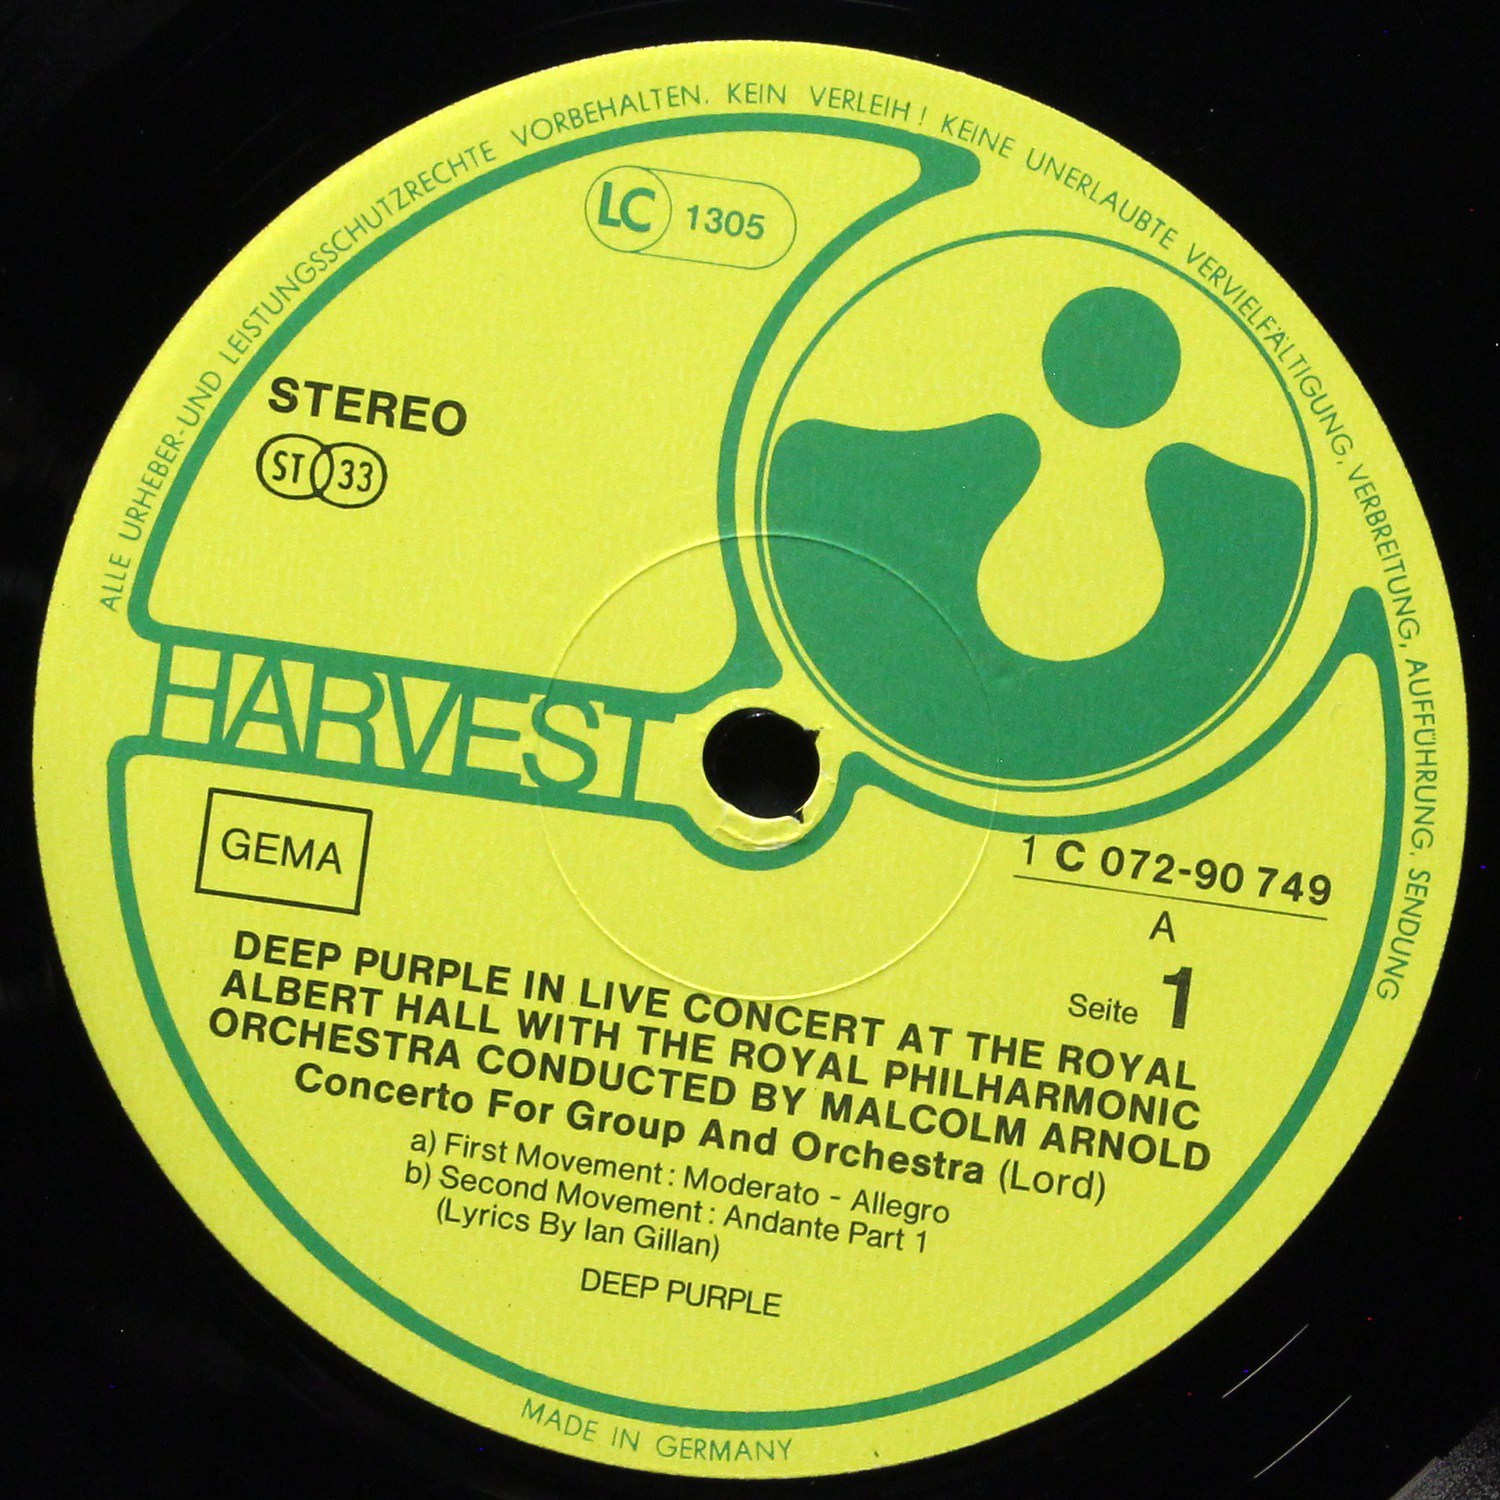 ALLE URHEBER- UND LEISTUNGSSCHUTZRECHTE VORBEHALTEN. KEIN VERLEIH! KEINE UNERLAUBTE VERVIELFÄLTIGUNG, VERBREITUNG, AUFFÜHRUNG, SENDUNG
LC 1305
STEREO
ST 33
HARVEST
GEMA
1 C 072-90 749
A
Seite 1
DEEP PURPLE IN LIVE CONCERT AT THE ROYAL
ALBERT HALL WITH THE ROYAL PHILHARMONIC
ORCHESTRA CONDUCTED BY MALCOLM ARNOLD
Concerto For Group And Orchestra (Lord)
a) First Movement: Moderato - Allegro
b) Second Movement: Andante Part 1
(Lyrics By Ian Gillan)
DEEP PURPLE
MADE IN GERMANY